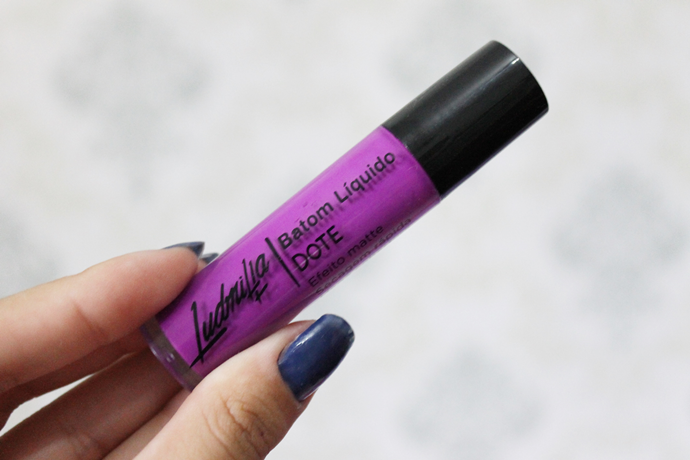 Ludmilla
Batom Líquido
DOTE
Efeito matte